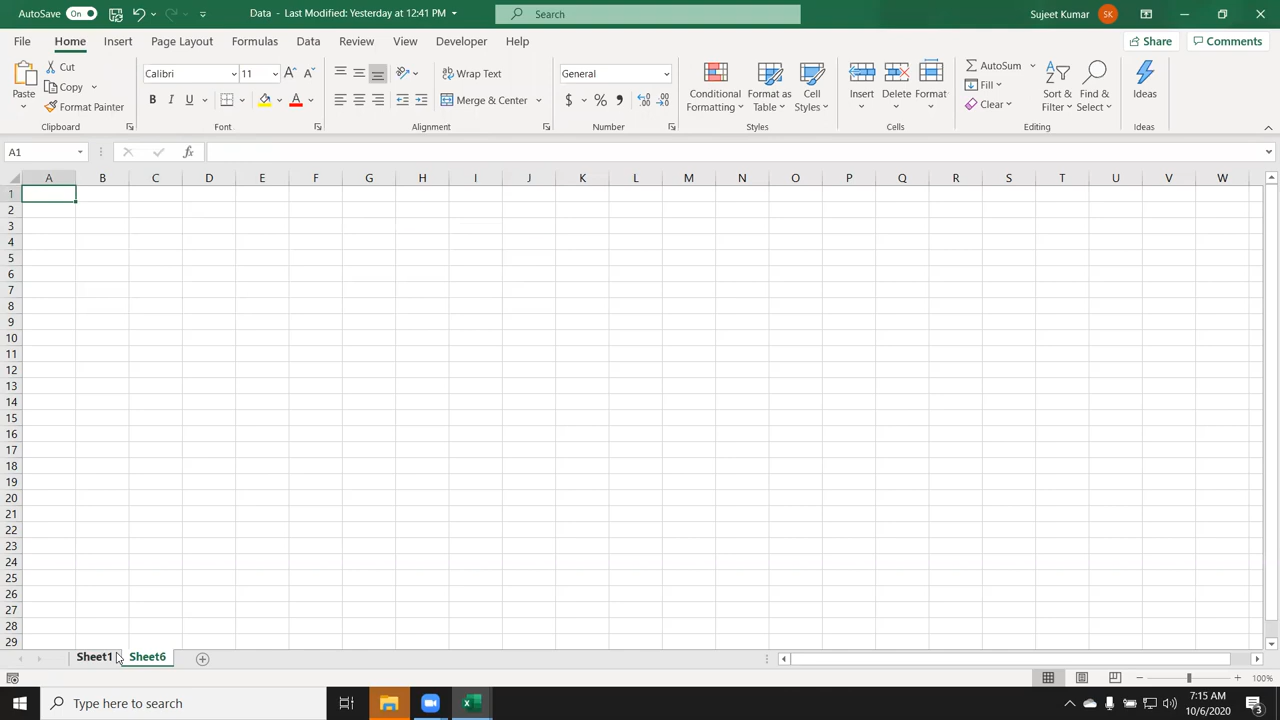 AutoSave On Data - Last Modified: Yesterday at 12:41 PM Search Sujeet Kumar SK
File Home Insert Page Layout Formulas Data Review View Developer Help Share Comments
Paste Cut Copy Format Painter Clipboard
Calibri 11 A A B I U A Font
ab Wrap Text Merge & Center Alignment
General $ % , Number
Conditional Formatting Format as Table Cell Styles Styles
Insert Delete Format Cells
AutoSum Fill Clear Sort & Filter Find & Select Editing
Ideas Ideas
A1 fx
A B C D E F G H I J K L M N O P Q R S T U V W
1
2
3
4
5
6
7
8
9
10
11
12
13
14
15
16
17
18
19
20
21
22
23
24
25
26
27
28
29
Sheet1 Sheet6
100%
Type here to search 7:15 AM
10/6/2020 3